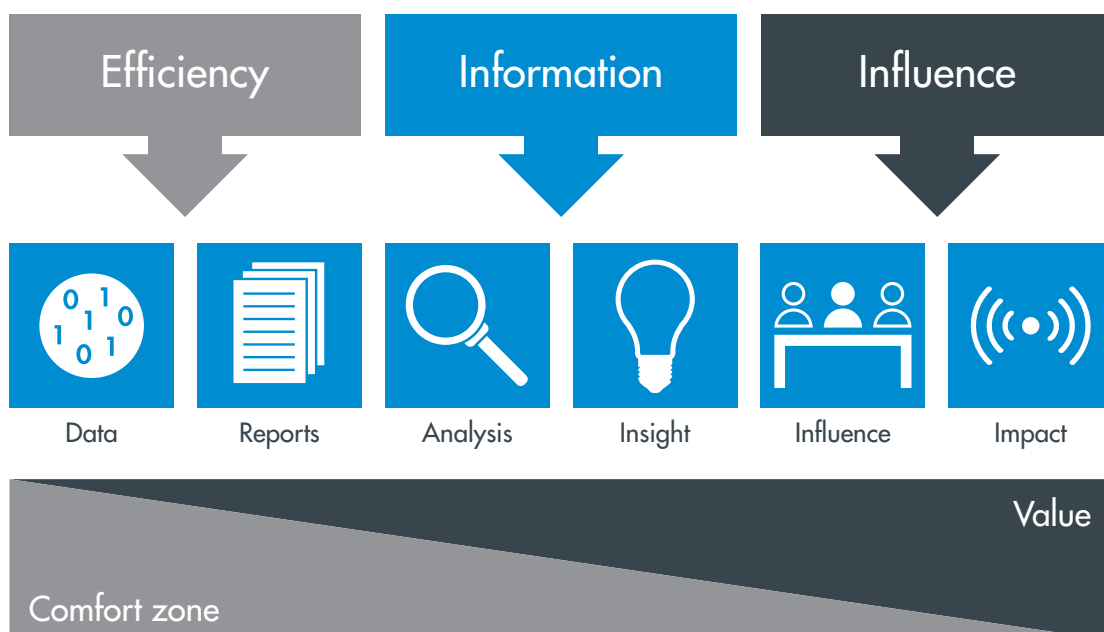 Efficiency
Information
Influence
0 1
1 1 0
0 1
Data
Reports
Analysis
Insight
Influence
Impact
Value
Comfort zone